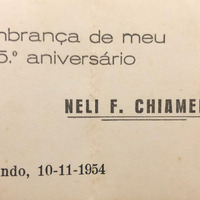 mbrança de meu
5.º aniversário
NELI F. CHIAME
ndo, 10-11-1954